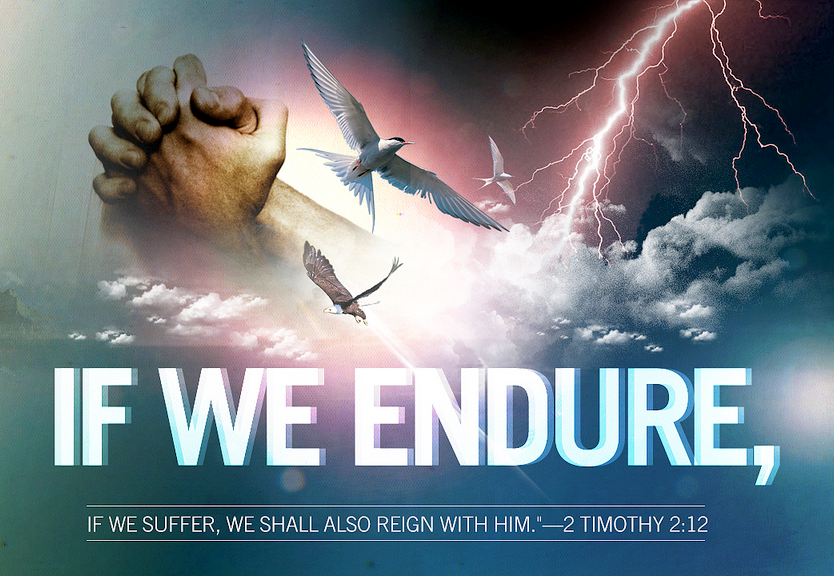 IF WE ENDURE,
IF WE SUFFER, WE SHALL ALSO REIGN WITH HIM."—2 TIMOTHY 2:12